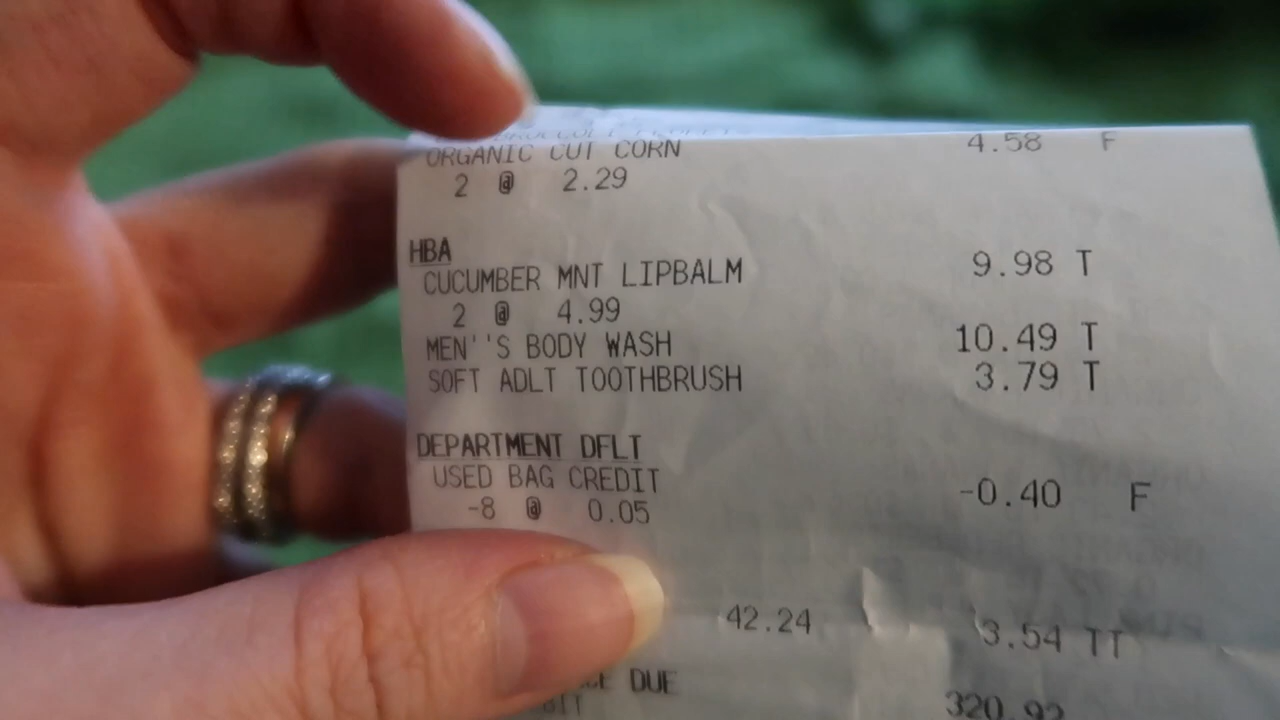 ORGANIC CUT CORN 4.58 F
2 @ 2.29
HBA
CUCUMBER MNT LIPBALM 9.98 T
2 @ 4.99
MEN''S BODY WASH 10.49 T
SOFT ADLT TOOTHBRUSH 3.79 T
DEPARTMENT DFLT
USED BAG CREDIT -0.40 F
-8 @ 0.05
42.24 3.54 TT
DUE 320.92